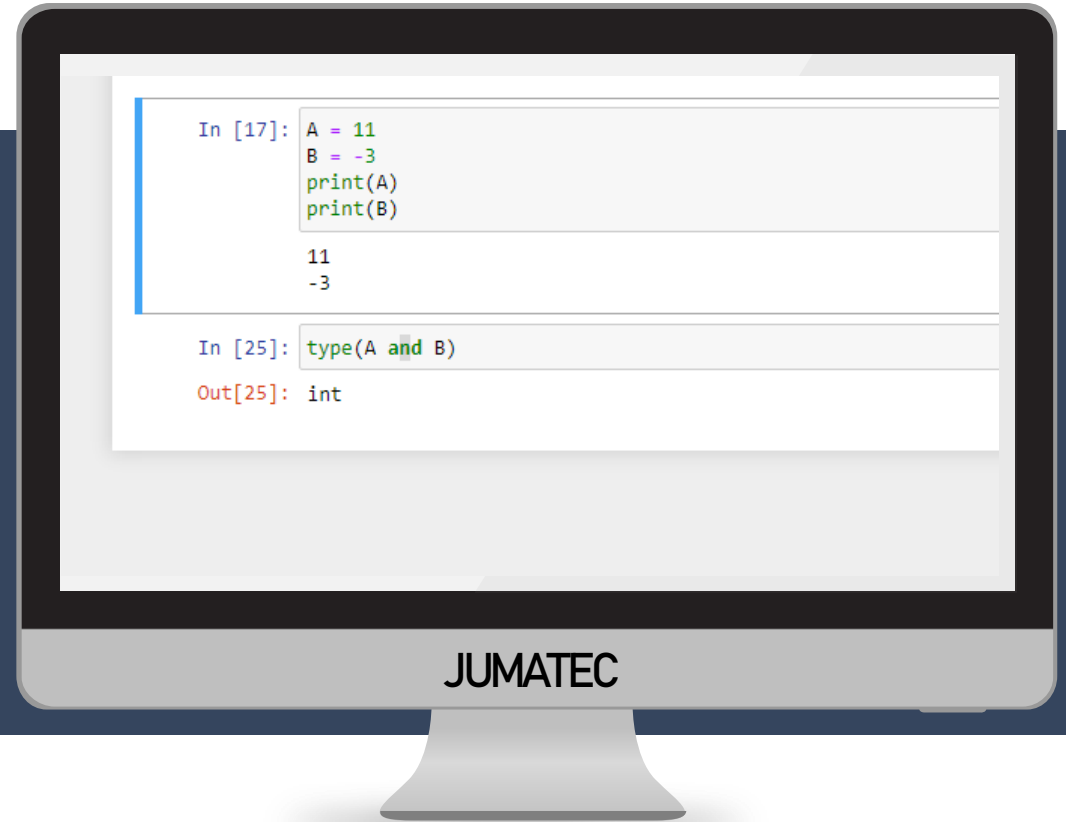 In [17]: A = 11
B = -3
print(A)
print(B)
11
-3
In [25]: type(A and B)
Out[25]: int
JUMATEC